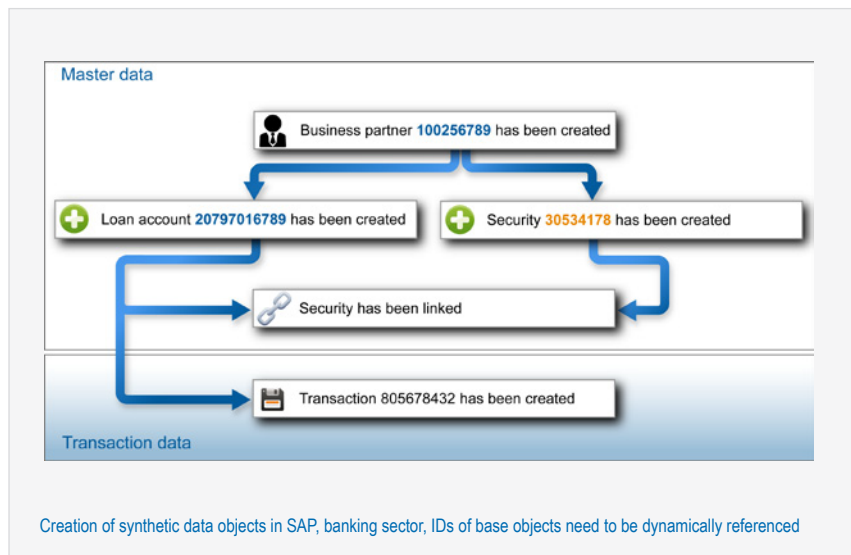 Master data
Business partner 100256789 has been created
Loan account 20797016789 has been created
Security 30534178 has been created
Security has been linked
Transaction 805678432 has been created
Transaction data
Creation of synthetic data objects in SAP, banking sector, IDs of base objects need to be dynamically referenced